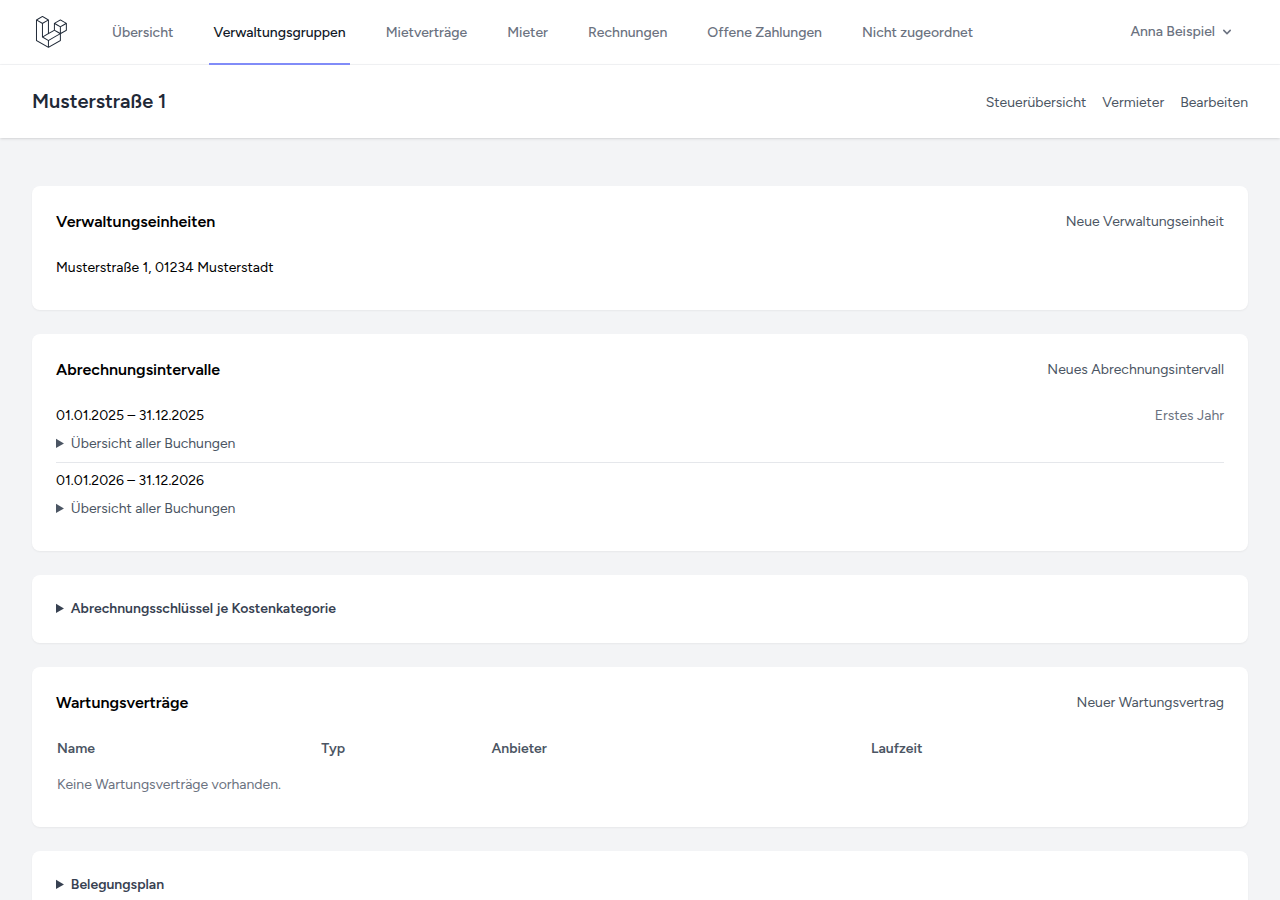 Übersicht Verwaltungsgruppen Mietverträge Mieter Rechnungen Offene Zahlungen Nicht zugeordnet Anna Beispiel
Musterstraße 1 Steuerübersicht Vermieter Bearbeiten
Verwaltungseinheiten Neue Verwaltungseinheit
Musterstraße 1, 01234 Musterstadt
Abrechnungsintervalle Neues Abrechnungsintervall
01.01.2025 – 31.12.2025 Erstes Jahr
Übersicht aller Buchungen
01.01.2026 – 31.12.2026
Übersicht aller Buchungen
Abrechnungsschlüssel je Kostenkategorie
Wartungsverträge Neuer Wartungsvertrag
Name Typ Anbieter Laufzeit
Keine Wartungsverträge vorhanden.
Belegungsplan